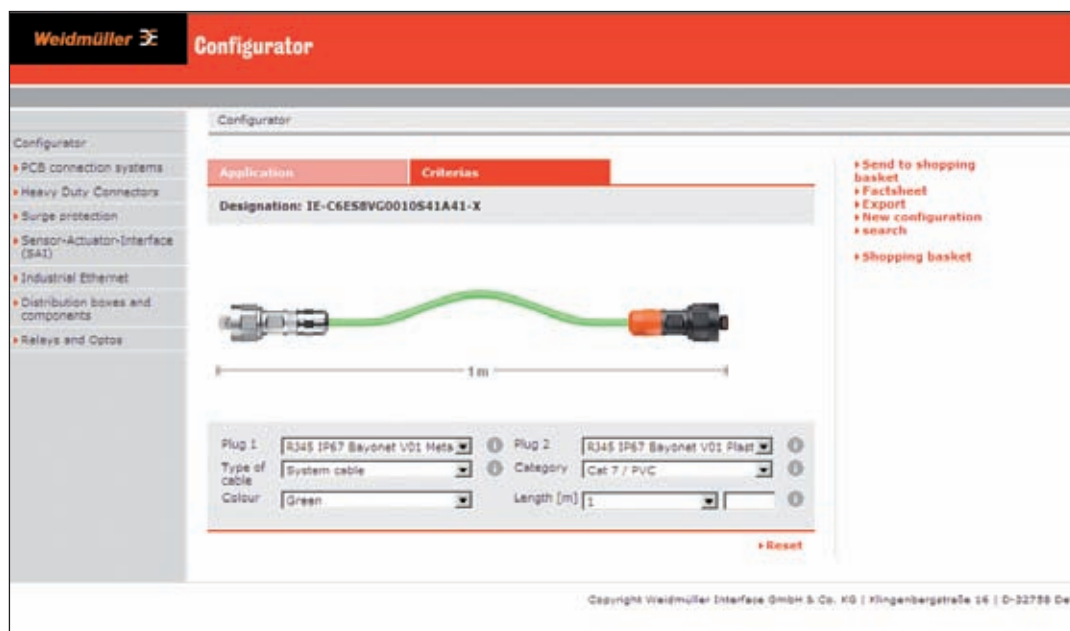 Weidmüller
Configurator
Configurator
Configurator
PCB connection systems
Heavy Duty Connectors
Surge protection
Sensor-Actuator-Interface
(SAI)
Industrial Ethernet
Distribution boxes and
components
Relays and Optos
Application
Criterias
Designation: IE-C6ES8VG0010S41A41-X
1 m
Plug 1
RJ45 IP67 Bayonet V01 Meta
Plug 2
RJ45 IP67 Bayonet V01 Plast
Type of
cable
System cable
Category
Cat 7 / PVC
Colour
Green
Length [m]
1
Reset
Send to shopping
basket
Factsheet
Export
New configuration
search
Shopping basket
Copyright Weidmüller Interface GmbH & Co. KG | Klingenbergstraße 16 | D-32758 De